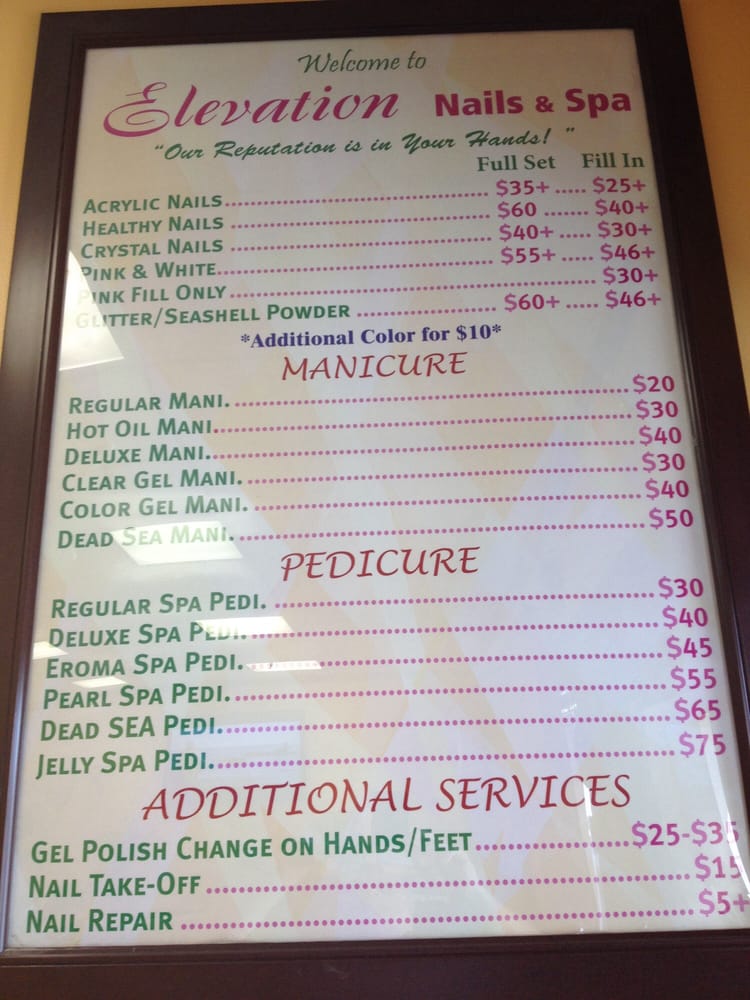 Welcome to
Elevation Nails & Spa
"Our Reputation is in Your Hands! "
Full Set Fill In
Acrylic Nails.......................................... $35+ ..... $25+
Healthy Nails ......................................... $60 ....... $40+
Crystal Nails ......................................... $40+ ..... $30+
Pink & White.......................................... $55+ ..... $46+
Pink Fill Only .......................................................... $30+
Glitter/Seashell Powder ...................... $60+ ..... $46+
*Additional Color for $10*
MANICURE
Regular Mani. ............................................................$20
Hot Oil Mani...............................................................$30
Deluxe Mani................................................................$40
Clear Gel Mani. ..........................................................$30
Color Gel Mani. .........................................................$40
Dead Sea Mani. ...........................................................$50
PEDICURE
Regular Spa Pedi. .......................................................$30
Deluxe Spa Pedi...........................................................$40
Eroma Spa Pedi............................................................$45
Pearl Spa Pedi..............................................................$55
Dead SEA Pedi..............................................................$65
Jelly Spa Pedi...............................................................$75
ADDITIONAL SERVICES
Gel Polish Change on Hands/Feet....................$25-$35
Nail Take-Off ...............................................................$15
Nail Repair ..................................................................$5+